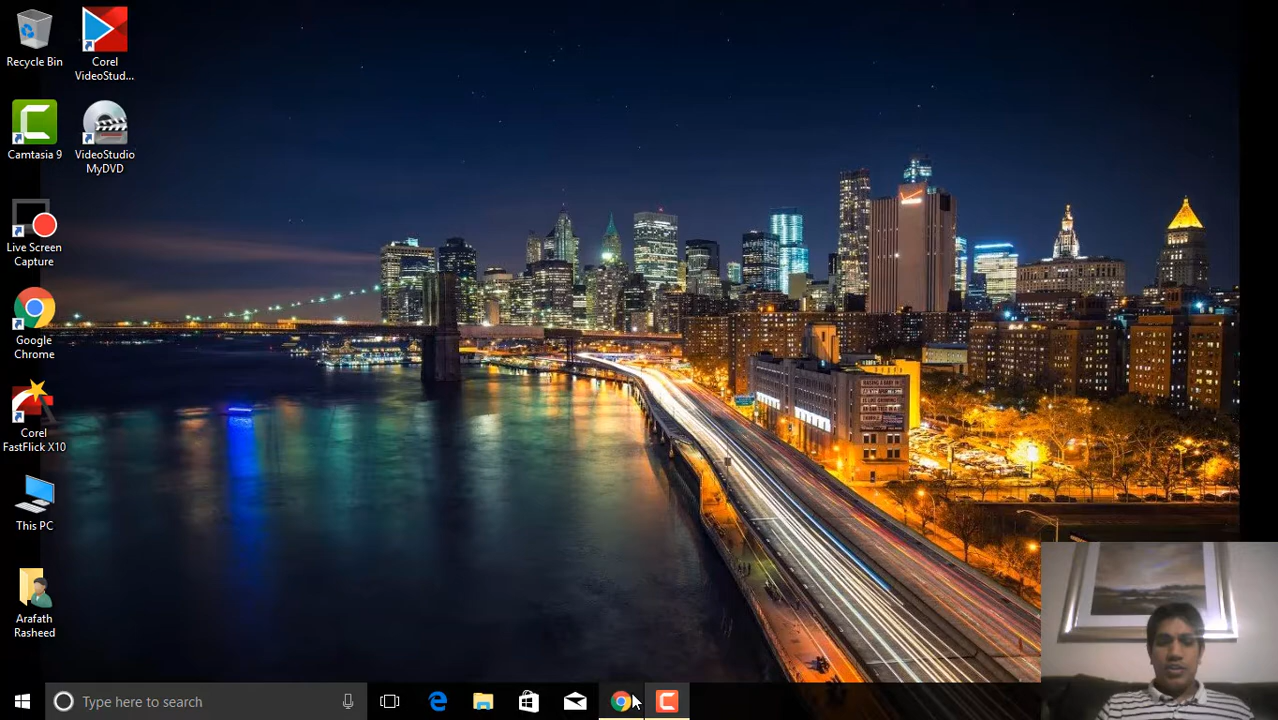 Recycle Bin
Corel
VideoStud...
Camtasia 9
VideoStudio
MyDVD
Live Screen
Capture
Google
Chrome
Corel
FastFlick X10
This PC
Arafath
Rasheed
Type here to search